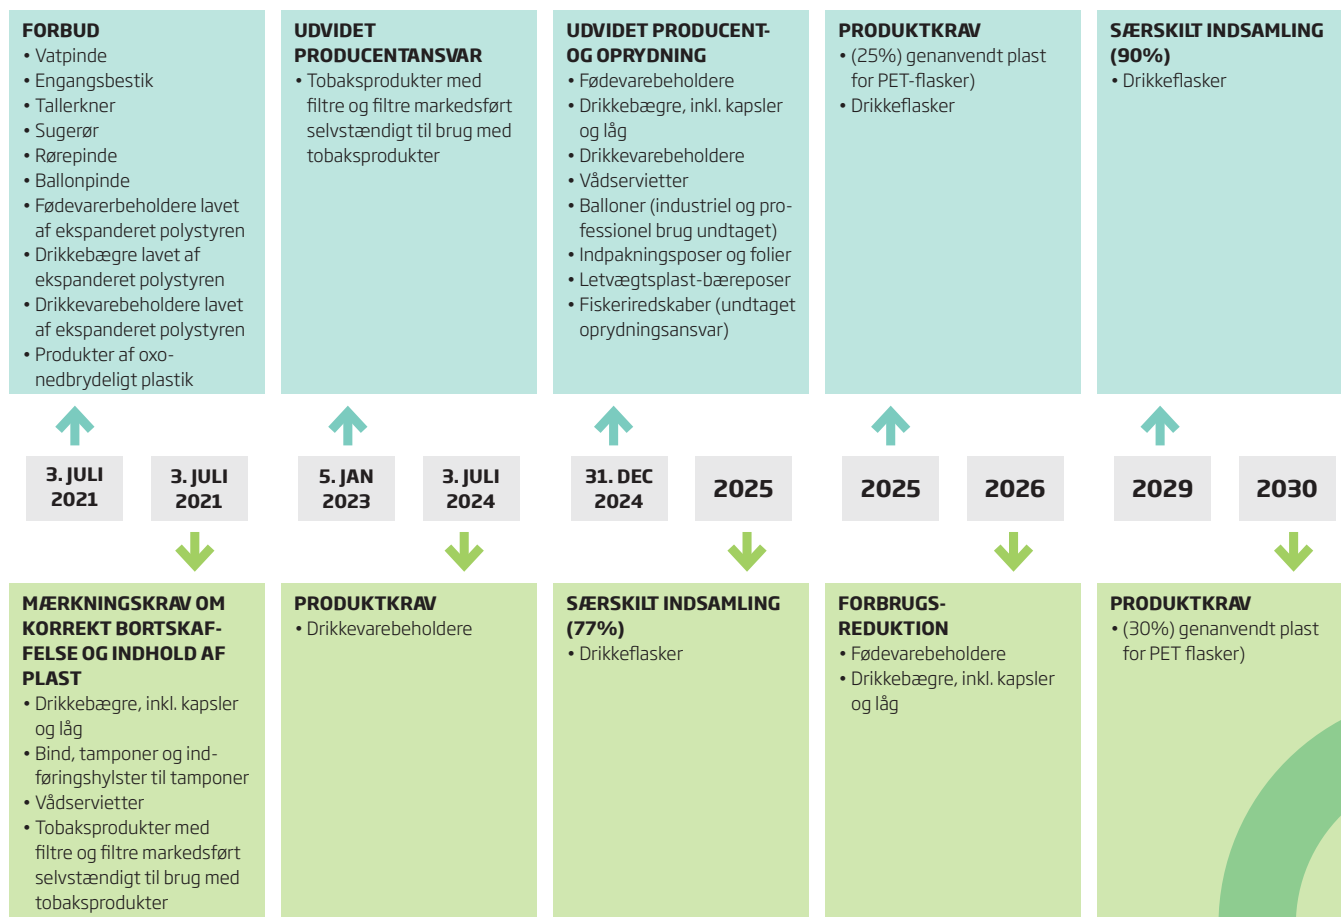 FORBUD
• Vatpinde
• Engangsbestik
• Tallerkner
• Sugerør
• Rørepinde
• Ballonpinde
• Fødevarerbeholdere lavet
af ekspanderet polystyren
• Drikkebægre lavet af
ekspanderet polystyren
• Drikkevarebeholdere lavet
af ekspanderet polystyren
• Produkter af oxo-
nedbrydeligt plastik
UDVIDET
PRODUCENTANSVAR
• Tobaksprodukter med
filtre og filtre markedsført
selvstændigt til brug med
tobaksprodukter
UDVIDET PRODUCENT-
OG OPRYDNING
• Fødevarebeholdere
• Drikkebægre, inkl. kapsler
og låg
• Drikkevarebeholdere
• Vådservietter
• Balloner (industriel og pro-
fessionel brug undtaget)
• Indpakningsposer og folier
• Letvægtsplast-bæreposer
• Fiskeriredskaber (undtaget
oprydningsansvar)
PRODUKTKRAV
• (25%) genanvendt plast
for PET-flasker)
• Drikkeflasker
SÆRSKILT INDSAMLING
(90%)
• Drikkeflasker
3. JULI
2021
3. JULI
2021
5. JAN
2023
3. JULI
2024
31. DEC
2024
2025
2025
2026
2029
2030
MÆRKNINGSKRAV OM
KORREKT BORTSKAF-
FELSE OG INDHOLD AF
PLAST
• Drikkebægre, inkl. kapsler
og låg
• Bind, tamponer og ind-
føringshylster til tamponer
• Vådservietter
• Tobaksprodukter med
filtre og filtre markedsført
selvstændigt til brug med
tobaksprodukter
PRODUKTKRAV
• Drikkevarebeholdere
SÆRSKILT INDSAMLING
(77%)
• Drikkeflasker
FORBRUGS-
REDUKTION
• Fødevarebeholdere
• Drikkebægre, inkl. kapsler
og låg
PRODUKTKRAV
• (30%) genanvendt plast
for PET flasker)